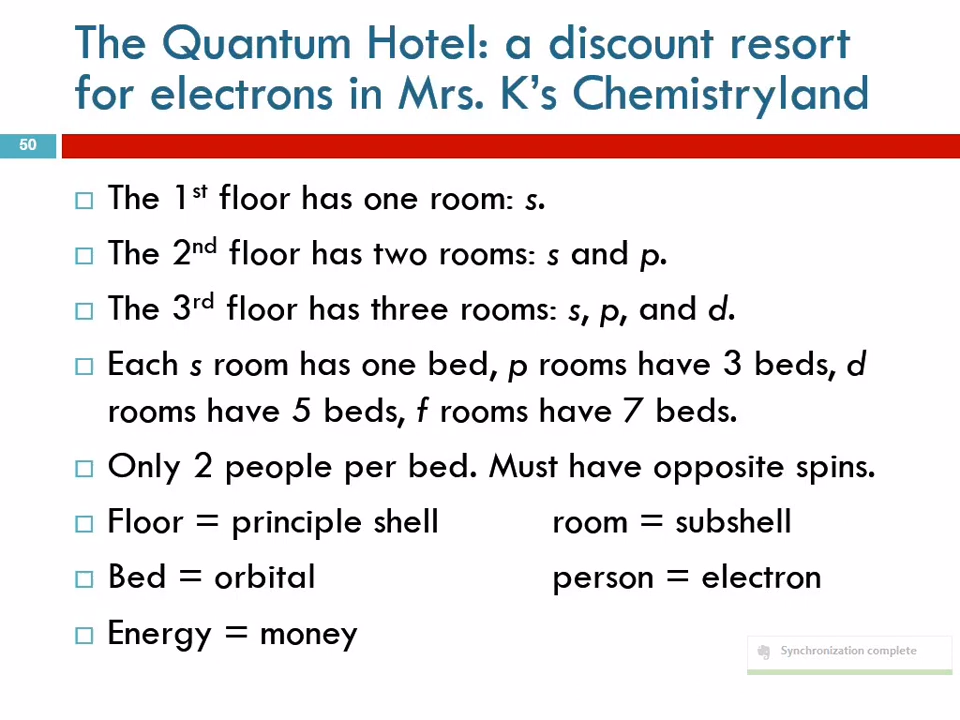 The Quantum Hotel: a discount resort
for electrons in Mrs. K's Chemistryland
50
The 1st floor has one room: s.
The 2nd floor has two rooms: s and p.
The 3rd floor has three rooms: s, p, and d.
Each s room has one bed, p rooms have 3 beds, d
rooms have 5 beds, f rooms have 7 beds.
Only 2 people per bed. Must have opposite spins.
Floor = principle shell room = subshell
Bed = orbital person = electron
Energy = money
Synchronization complete